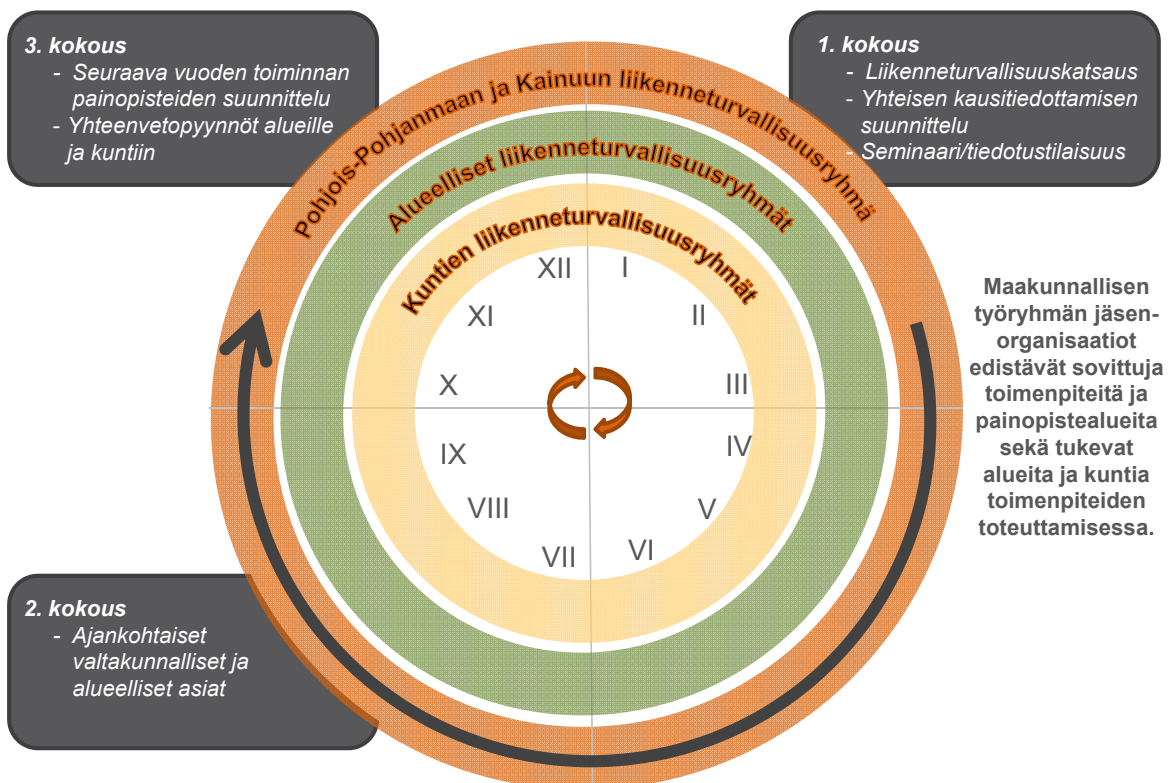 3. kokous
- Seuraava vuoden toiminnan
painopisteiden suunnittelu
- Yhteenvetopyynnöt alueille
ja kuntiin
1. kokous
- Liikenneturvallisuuskatsaus
- Yhteisen kausitiedottamisen
suunnittelu
- Seminaari/tiedotustilaisuus
Pohjois-Pohjanmaan ja Kainuun liikenneturvallisuusryhmä
Alueelliset liikenneturvallisuusryhmät
Kuntien liikenneturvallisuusryhmät
XII
I
XI
II
X
III
IX
IV
VIII
V
VII
VI
Maakunnallisen
työryhmän jäsen-
organisaatiot
edistävät sovittuja
toimenpiteitä ja
painopistealueita
sekä tukevat
alueita ja kuntia
toimenpiteiden
toteuttamisessa.
2. kokous
- Ajankohtaiset
valtakunnalliset ja
alueelliset asiat